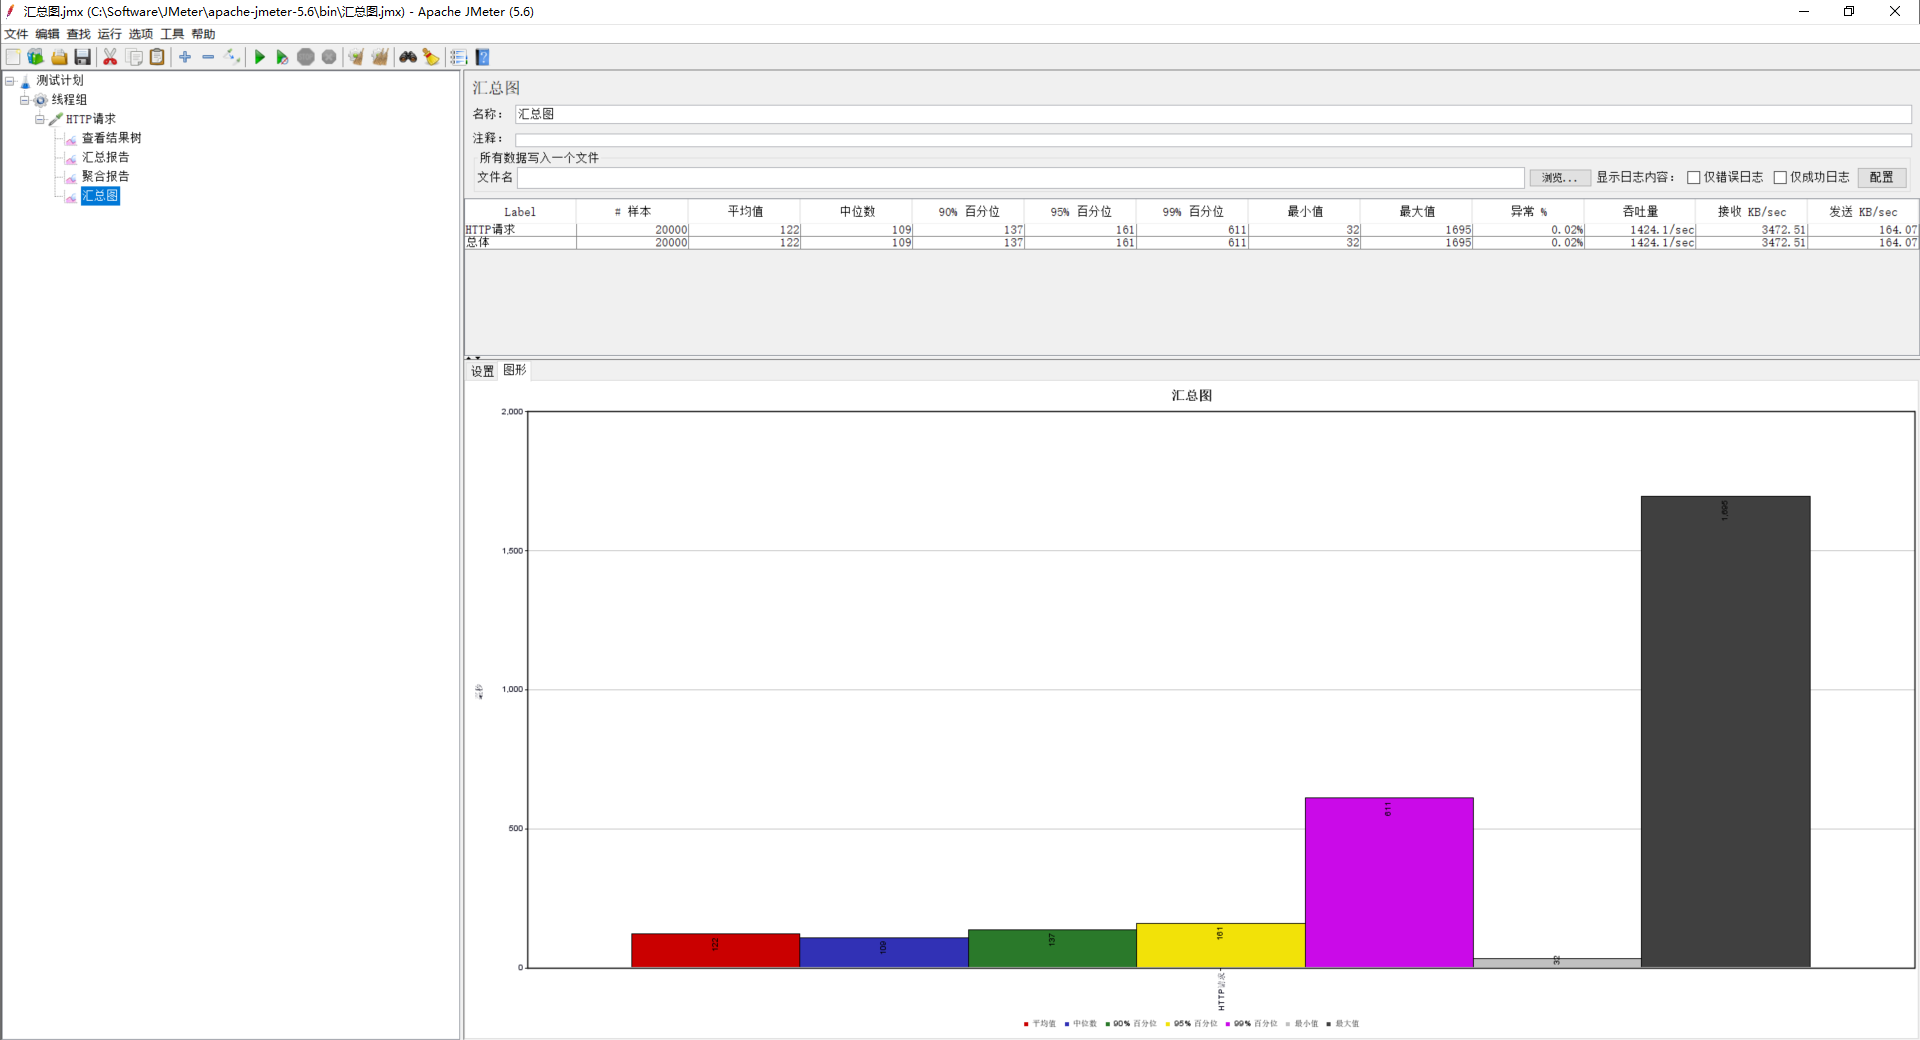 汇总图.jmx (C:\Software\JMeter\apache-jmeter-5.6\bin\汇总图.jmx) - Apache JMeter (5.6)
文件 编辑 查找 运行 选项 工具 帮助
测试计划
线程组
HTTP请求
查看结果树
汇总报告
聚合报告
汇总图
汇总图
名称： 汇总图
注释：
所有数据写入一个文件
文件名 浏览... 显示日志内容： 仅错误日志 仅成功日志 配置
Label # 样本 平均值 中位数 90% 百分位 95% 百分位 99% 百分位 最小值 最大值 异常 % 吞吐量 接收 KB/sec 发送 KB/sec
HTTP请求 20000 122 109 137 161 611 32 1695 0.02% 1424.1/sec 3472.51 164.07
总体 20000 122 109 137 161 611 32 1695 0.02% 1424.1/sec 3472.51 164.07
设置 图形
汇总图
2,000
1,500
1,000
500
0
毫秒
122
109
137
161
611
32
1,695
HTTP请求
平均值 中位数 90% 百分位 95% 百分位 99% 百分位 最小值 最大值